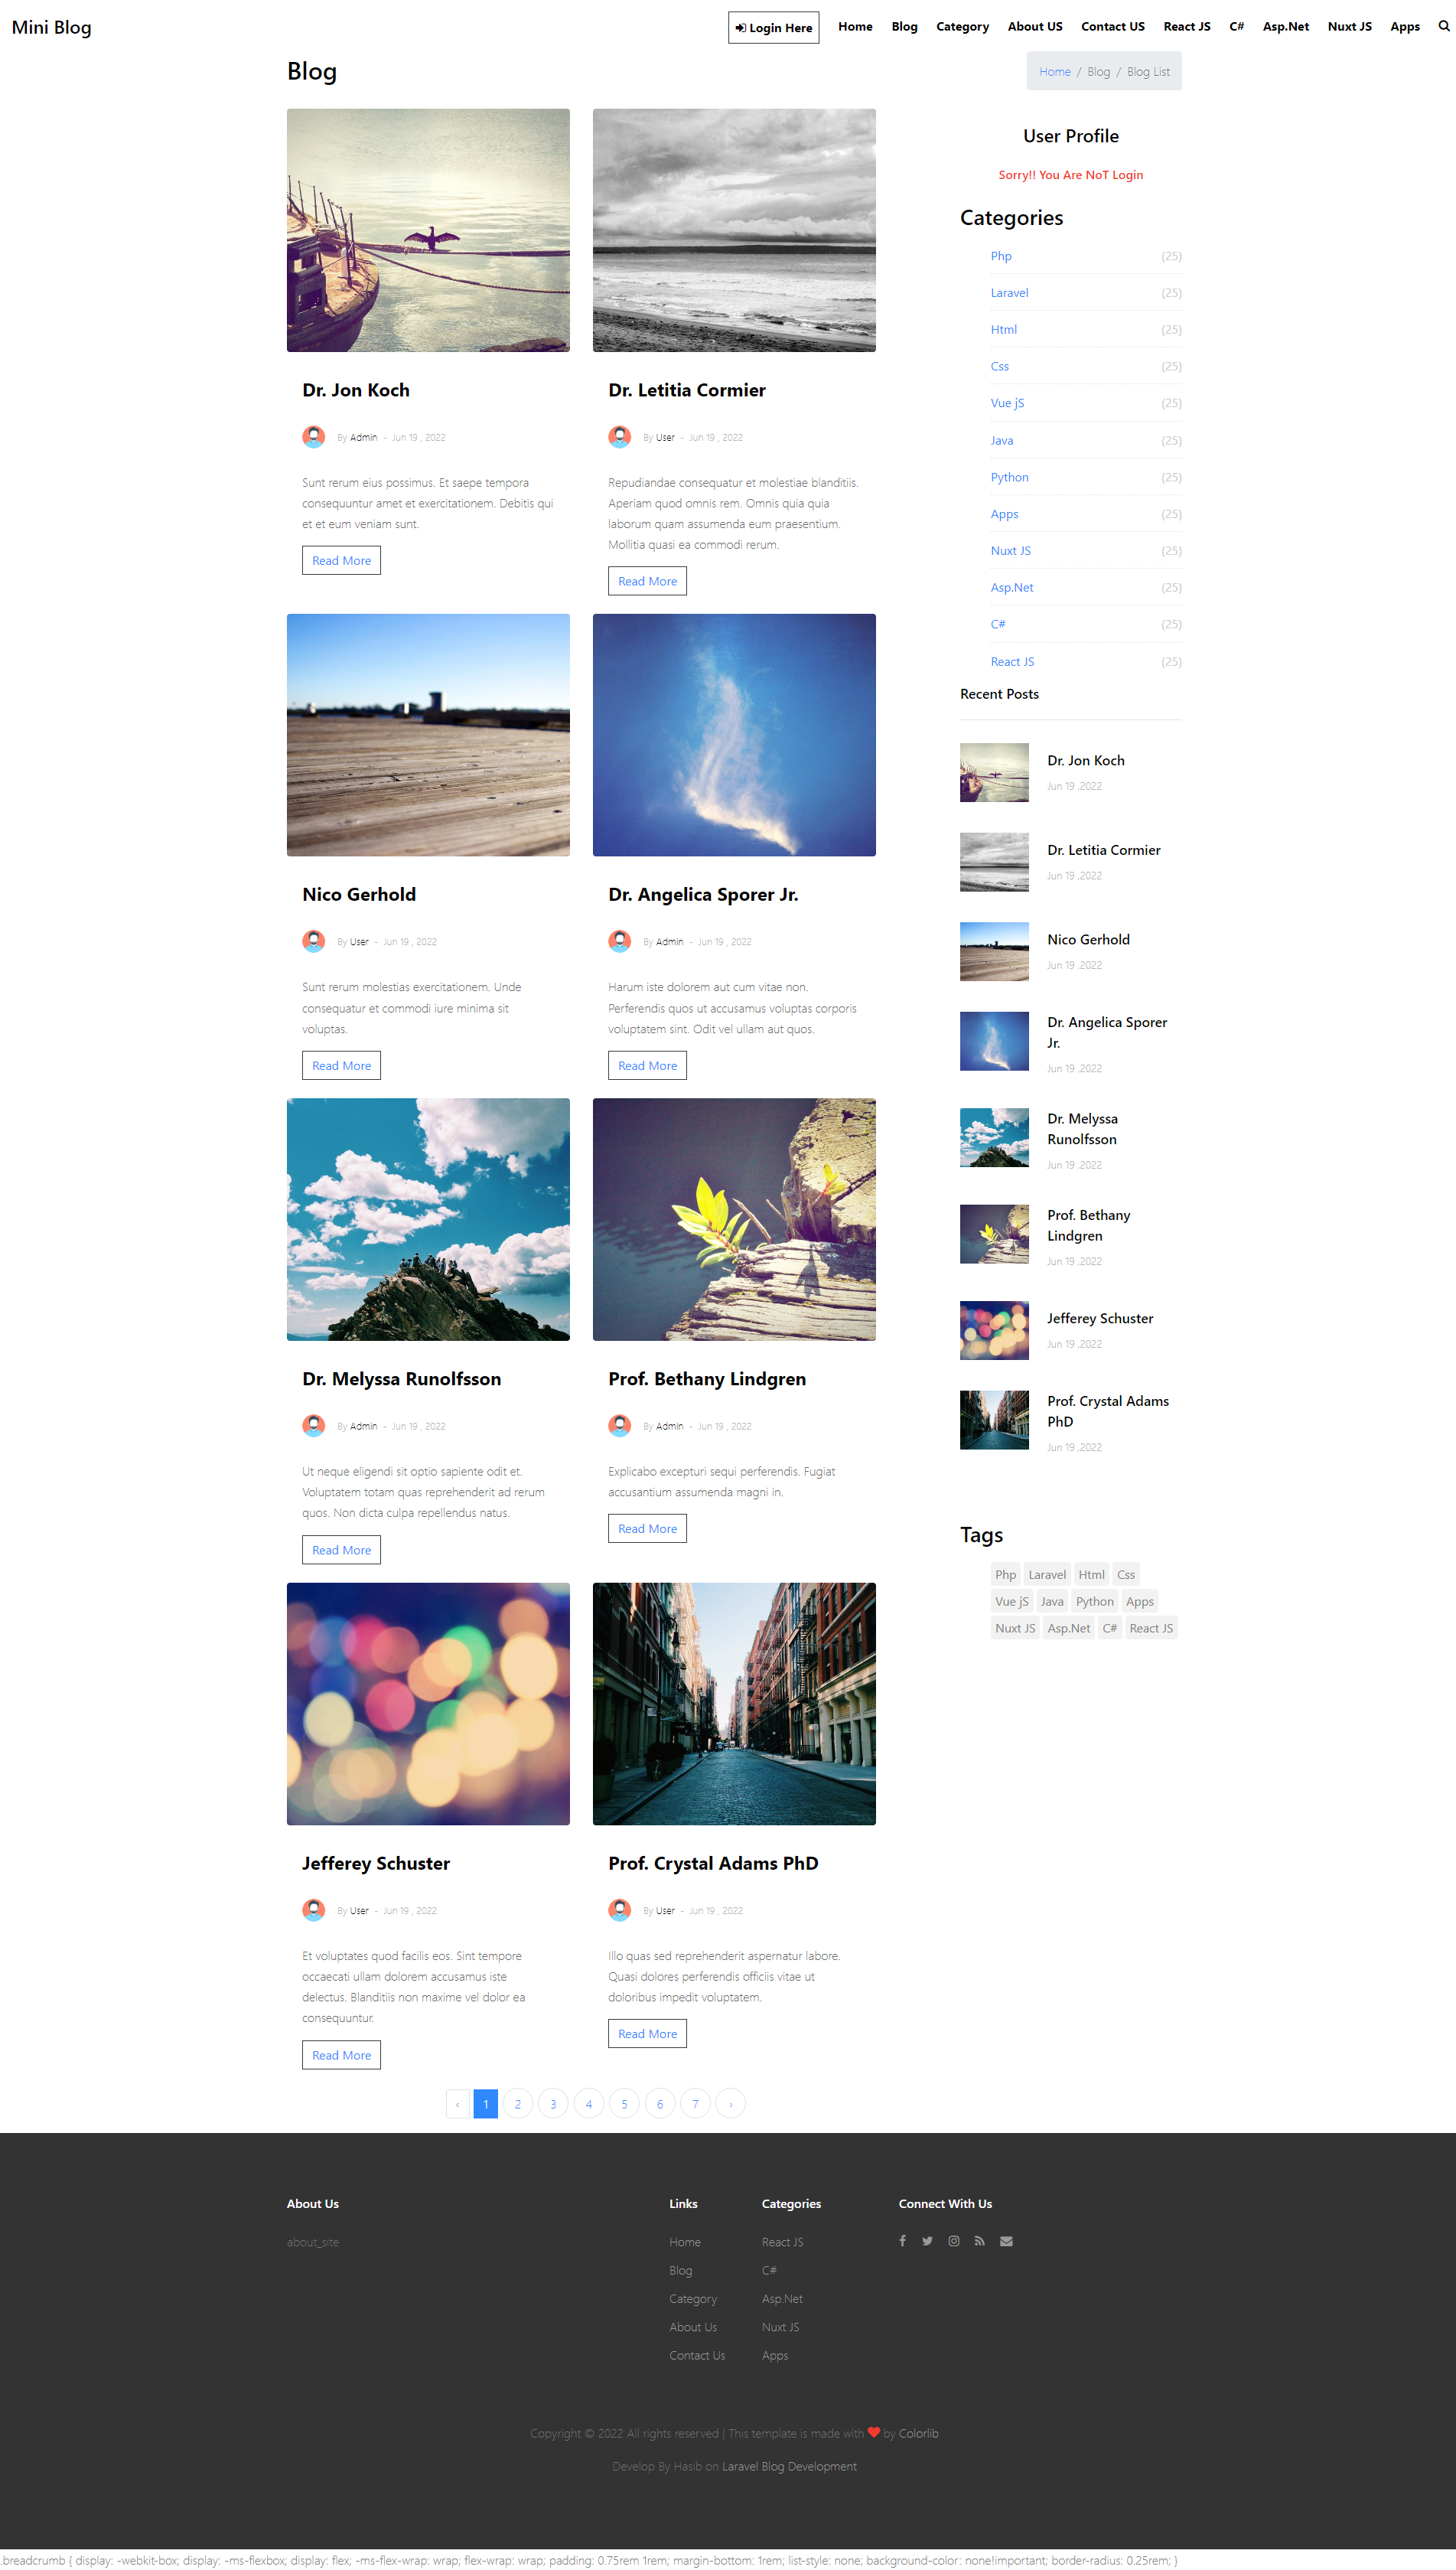 Mini Blog
Login Here Home Blog Category About US Contact US React JS C# Asp.Net Nuxt JS Apps
Blog
Home / Blog / Blog List
Dr. Jon Koch
By Admin - Jun 19 , 2022
Sunt rerum eius possimus. Et saepe tempora
consequuntur amet et exercitationem. Debitis qui
et et eum veniam sunt.
Read More
Dr. Letitia Cormier
By User - Jun 19 , 2022
Repudiandae consequatur et molestiae blanditiis.
Aperiam quod omnis rem. Omnis quia quia
laborum quam assumenda eum praesentium.
Mollitia quasi ea commodi rerum.
Read More
Nico Gerhold
By User - Jun 19 , 2022
Sunt rerum molestias exercitationem. Unde
consequatur et commodi iure minima sit
voluptas.
Read More
Dr. Angelica Sporer Jr.
By Admin - Jun 19 , 2022
Harum iste dolorem aut cum vitae non.
Perferendis quos ut accusamus voluptas corporis
voluptatem sint. Odit vel ullam aut quos.
Read More
Dr. Melyssa Runolfsson
By Admin - Jun 19 , 2022
Ut neque eligendi sit optio sapiente odit et.
Voluptatem totam quas reprehenderit ad rerum
quos. Non dicta culpa repellendus natus.
Read More
Prof. Bethany Lindgren
By Admin - Jun 19 , 2022
Explicabo excepturi sequi perferendis. Fugiat
accusantium assumenda magni in.
Read More
Jefferey Schuster
By User - Jun 19 , 2022
Et voluptates quod facilis eos. Sint tempore
occaecati ullam dolorem accusamus iste
delectus. Blanditiis non maxime vel dolor ea
consequuntur.
Read More
Prof. Crystal Adams PhD
By User - Jun 19 , 2022
Illo quas sed reprehenderit aspernatur labore.
Quasi dolores perferendis officiis vitae ut
doloribus impedit voluptatem.
Read More
‹ 1 2 3 4 5 6 7 ›
User Profile
Sorry!! You Are NoT Login
Categories
Php (25)
Laravel (25)
Html (25)
Css (25)
Vue jS (25)
Java (25)
Python (25)
Apps (25)
Nuxt JS (25)
Asp.Net (25)
C# (25)
React JS (25)
Recent Posts
Dr. Jon Koch
Jun 19 ,2022
Dr. Letitia Cormier
Jun 19 ,2022
Nico Gerhold
Jun 19 ,2022
Dr. Angelica Sporer
Jr.
Jun 19 ,2022
Dr. Melyssa
Runolfsson
Jun 19 ,2022
Prof. Bethany
Lindgren
Jun 19 ,2022
Jefferey Schuster
Jun 19 ,2022
Prof. Crystal Adams
PhD
Jun 19 ,2022
Tags
Php Laravel Html Css
Vue jS Java Python Apps
Nuxt JS Asp.Net C# React JS
About Us
about_site
Links
Home
Blog
Category
About Us
Contact Us
Categories
React JS
C#
Asp.Net
Nuxt JS
Apps
Connect With Us
Copyright © 2022 All rights reserved | This template is made with ❤ by Colorlib
Develop By Hasib on Laravel Blog Development
.breadcrumb { display: -webkit-box; display: -ms-flexbox; display: flex; -ms-flex-wrap: wrap; flex-wrap: wrap; padding: 0.75rem 1rem; margin-bottom: 1rem; list-style: none; background-color: none!important; border-radius: 0.25rem; }